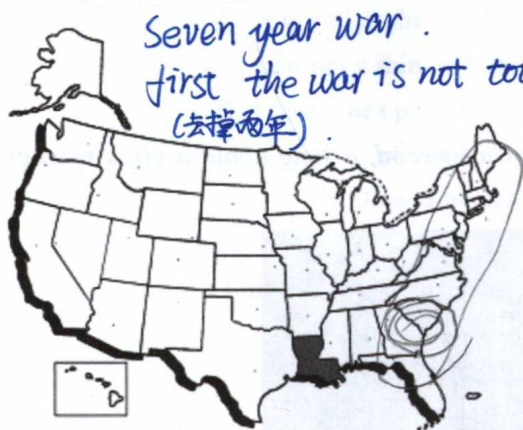 Seven year war.
first the war is not too
(去掉两年).